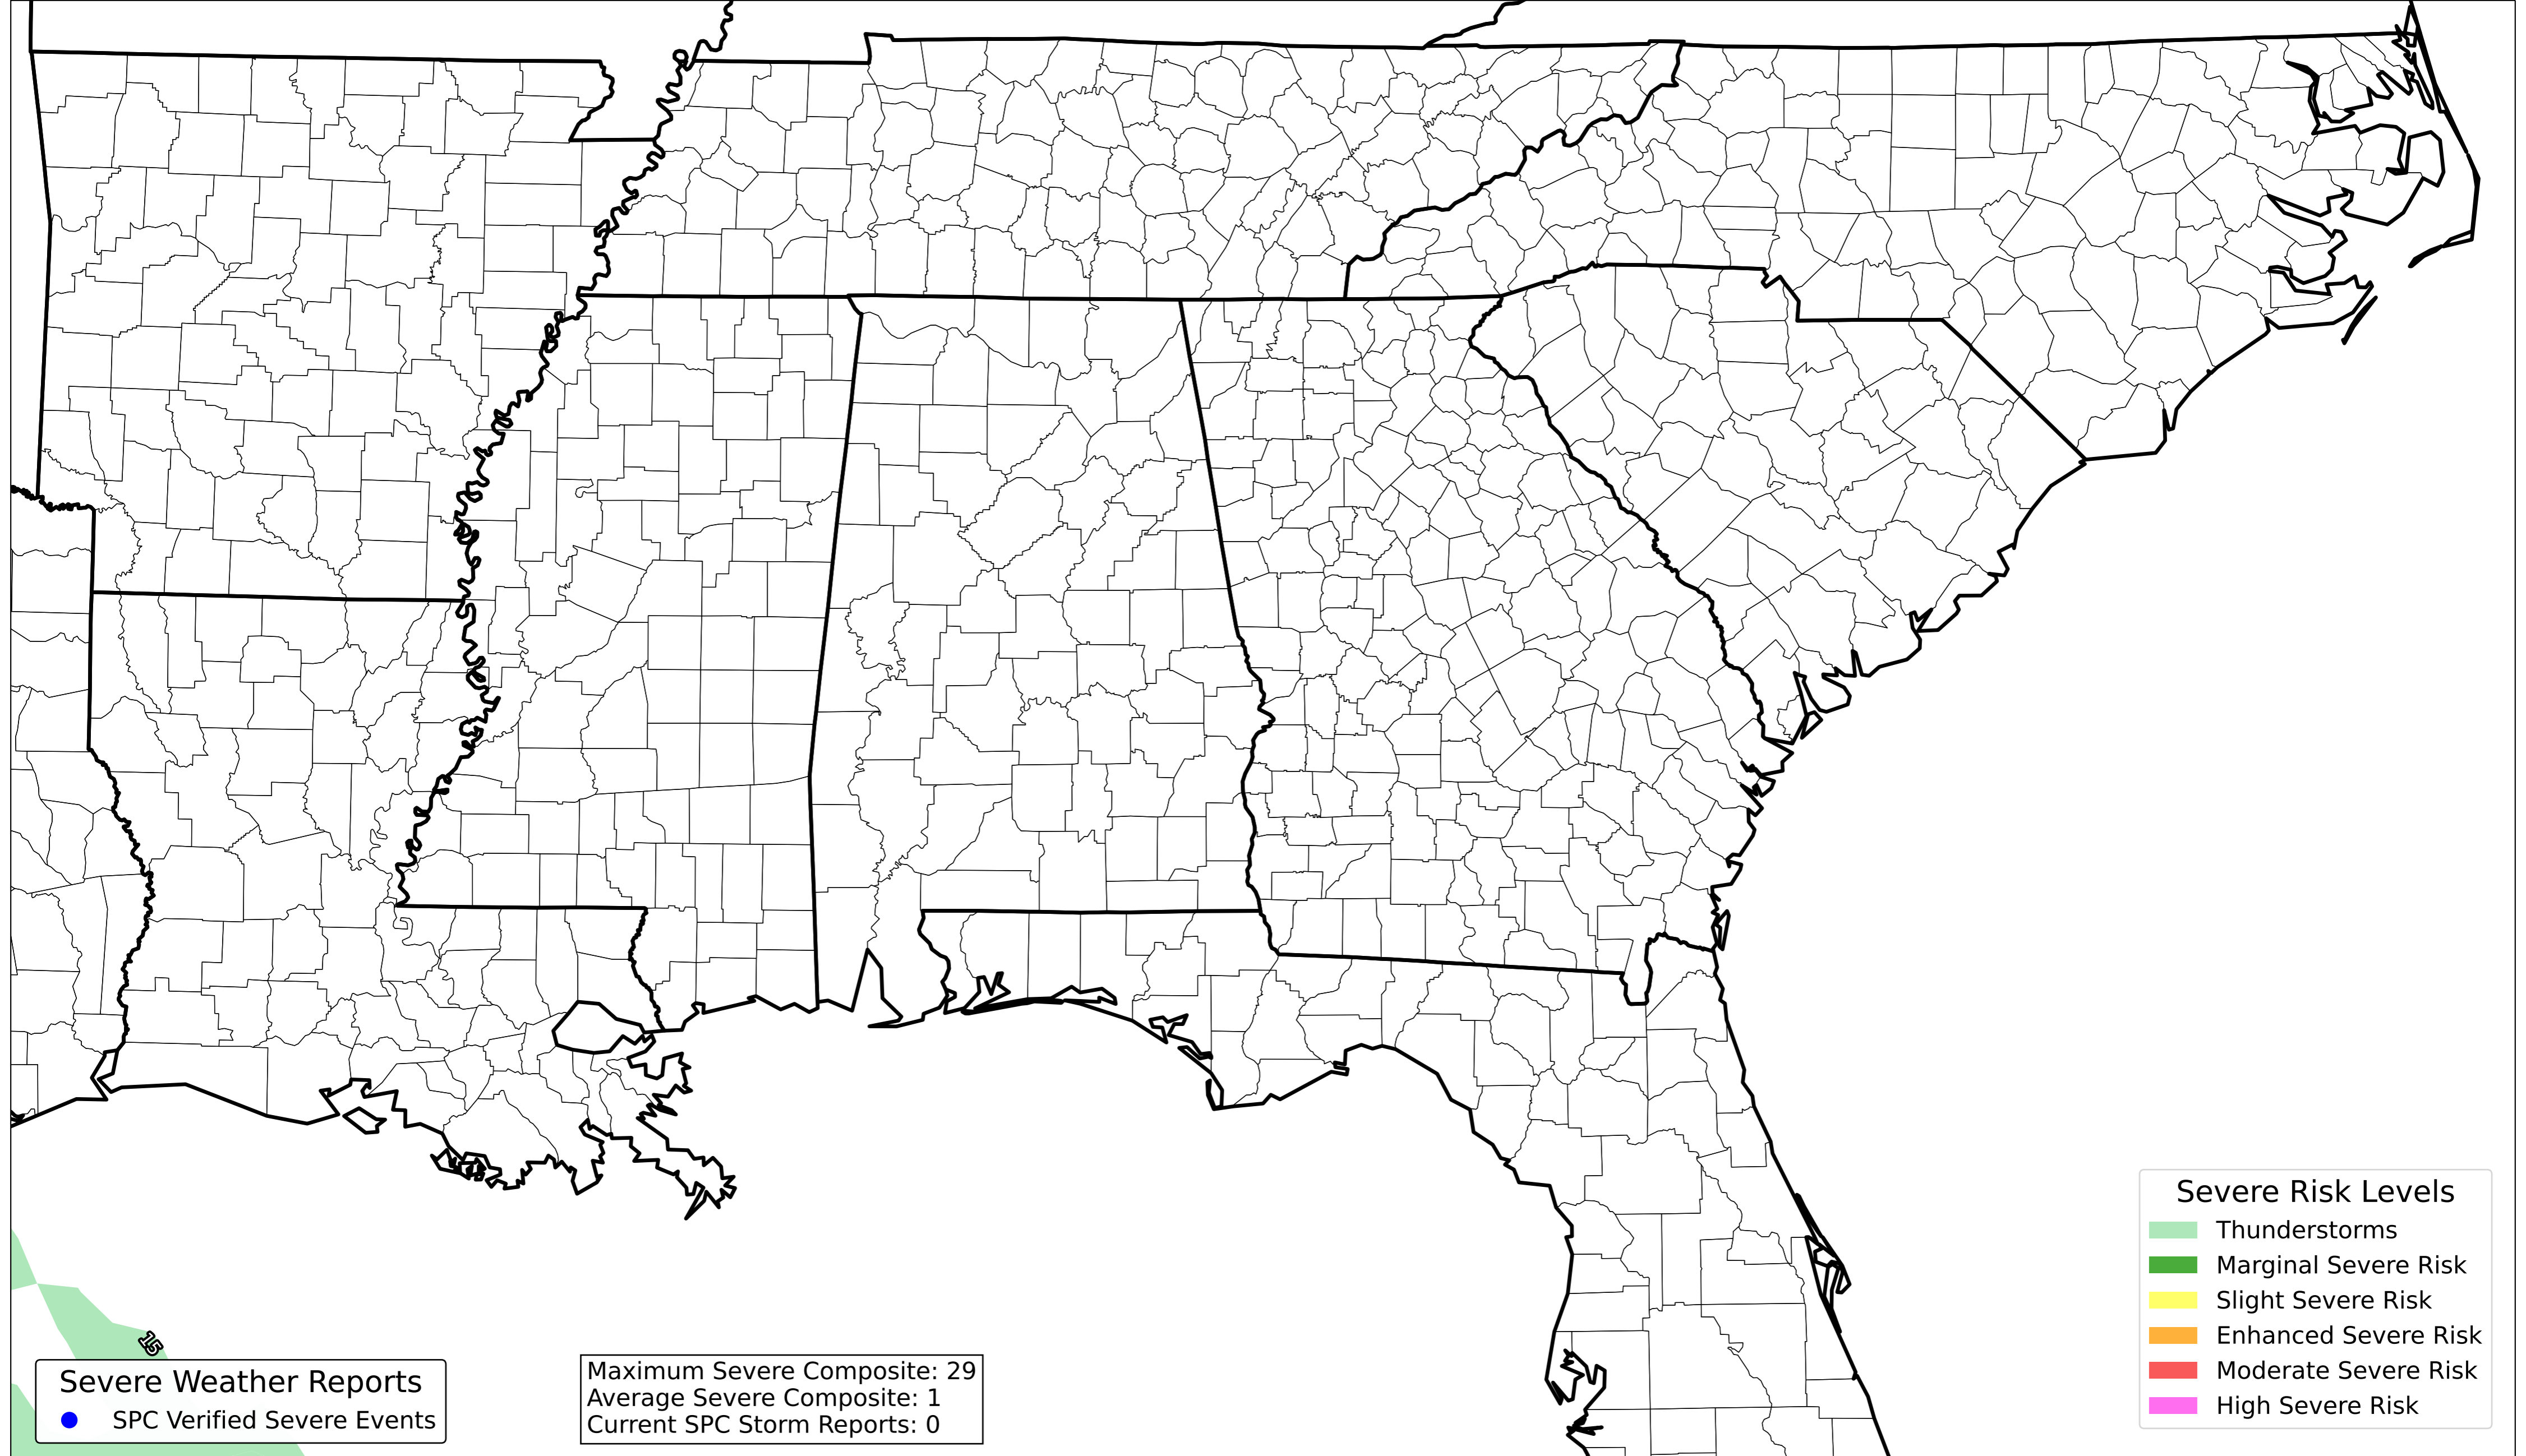 15
Severe Weather Reports
SPC Verified Severe Events
Maximum Severe Composite: 29
Average Severe Composite: 1
Current SPC Storm Reports: 0
Severe Risk Levels
Thunderstorms
Marginal Severe Risk
Slight Severe Risk
Enhanced Severe Risk
Moderate Severe Risk
High Severe Risk